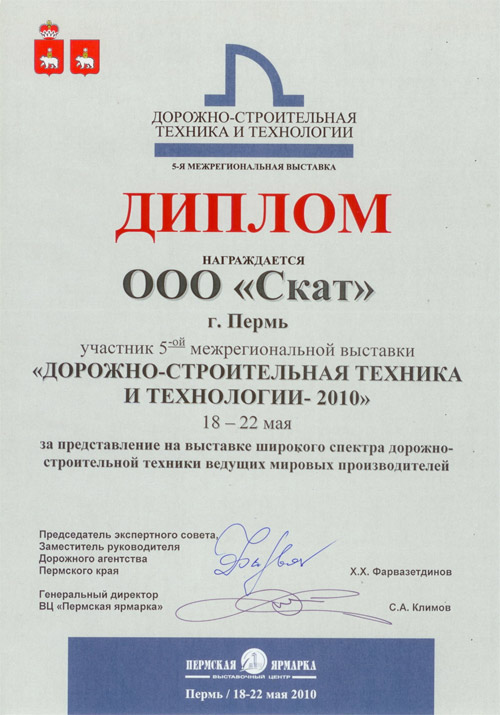 ДОРОЖНО-СТРОИТЕЛЬНАЯ
ТЕХНИКА И ТЕХНОЛОГИИ
5-Я МЕЖРЕГИОНАЛЬНАЯ ВЫСТАВКА
ДИПЛОМ
НАГРАЖДАЕТСЯ
ООО «Скат»
г. Пермь
участник 5-ой межрегиональной выставки
«ДОРОЖНО-СТРОИТЕЛЬНАЯ ТЕХНИКА
И ТЕХНОЛОГИИ- 2010»
18 – 22 мая
за представление на выставке широкого спектра дорожно-
строительной техники ведущих мировых производителей
Председатель экспертного совета,
Заместитель руководителя
Дорожного агентства
Пермского края
Х.Х. Фарвазетдинов
Генеральный директор
ВЦ «Пермская ярмарка»
С.А. Климов
ПЕРМСКАЯ ЯРМАРКА
ВЫСТАВОЧНЫЙ ЦЕНТР
Пермь / 18-22 мая 2010